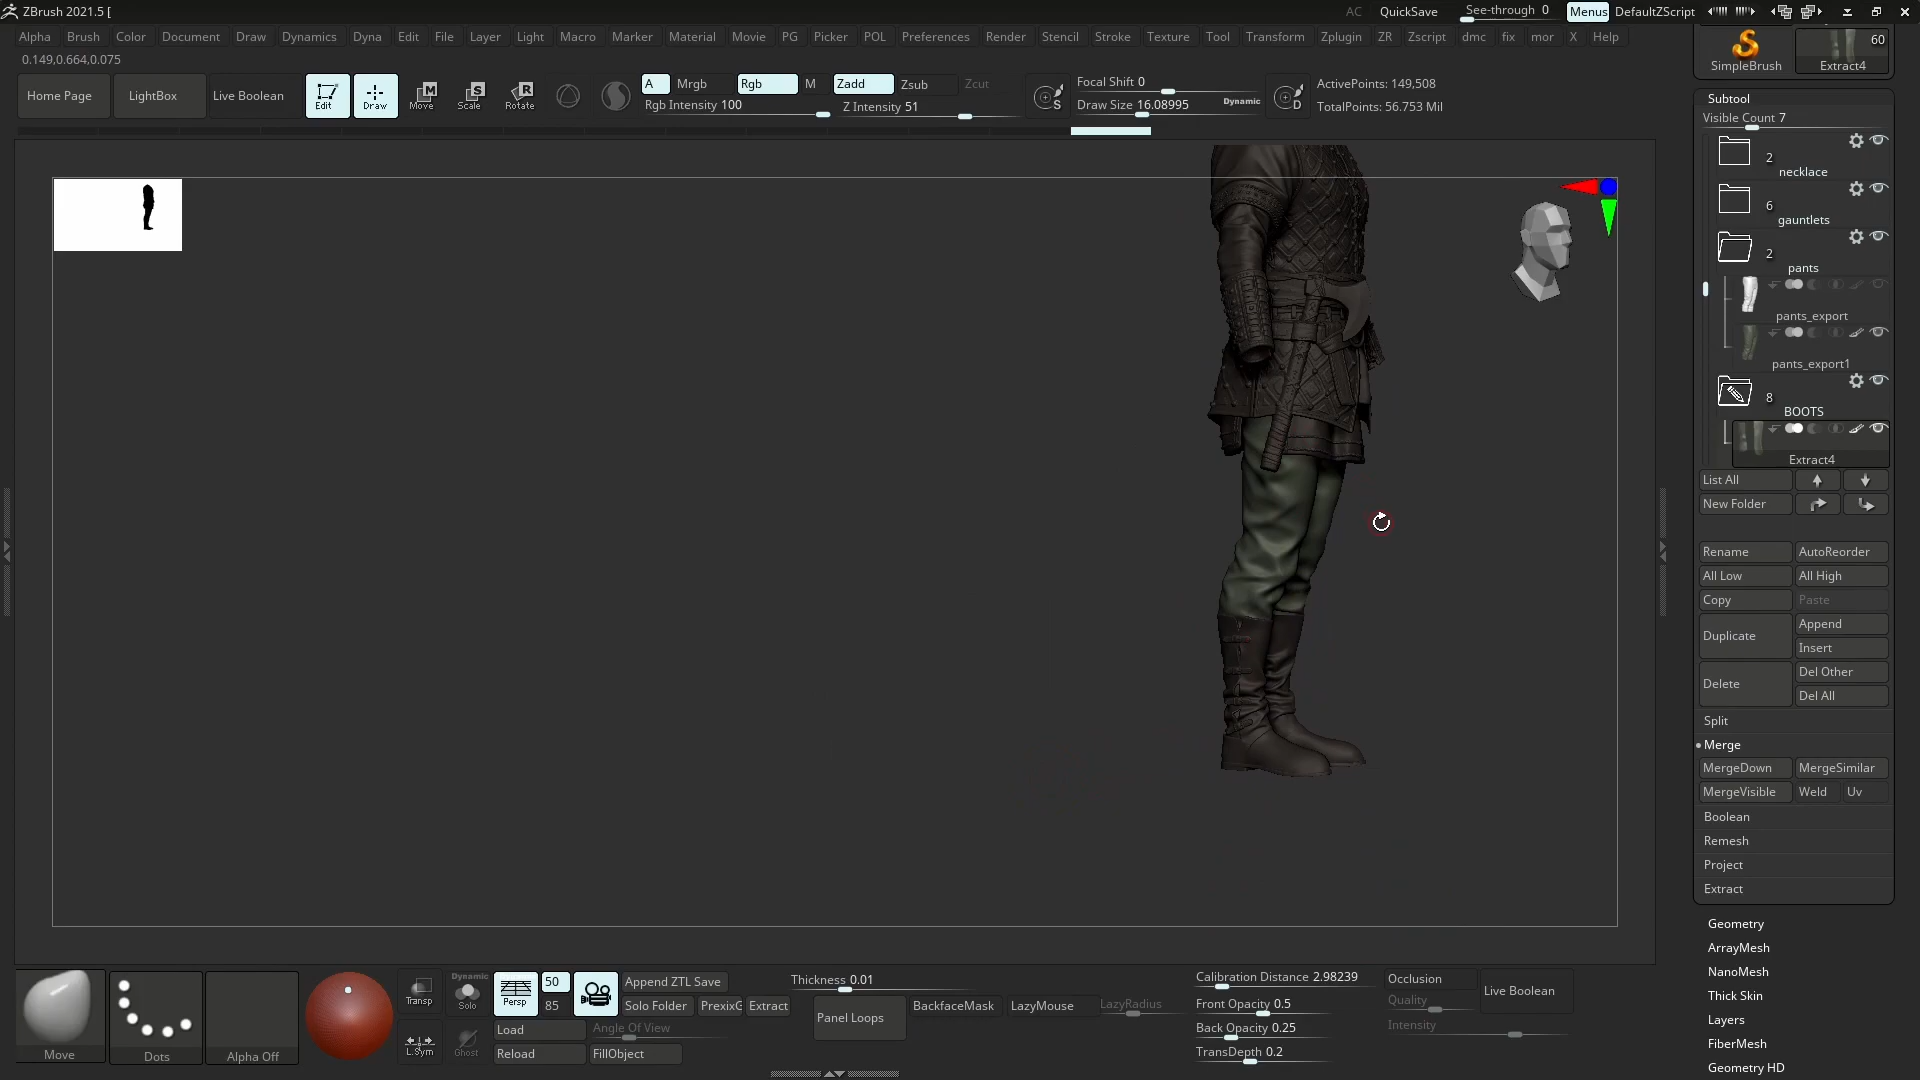 ZBrush 2021.5 [
AC QuickSave See-through 0 Menus DefaultZScript
Alpha Brush Color Document Draw Dynamics Dyna Edit File Layer Light Macro Marker Material Movie PG Picker POL Preferences Render Stencil Stroke Texture Tool Transform Zplugin ZR Zscript dmc fix mor X Help
0.149,0.664,0.075
Home Page LightBox Live Boolean Edit Draw Move Scale Rotate
A Mrgb Rgb M Zadd Zsub Zcut
Rgb Intensity 100 Z Intensity 51
Focal Shift 0
Draw Size 16.08995 Dynamic
ActivePoints: 149,508
TotalPoints: 56.753 Mil
SimpleBrush
60
Extract4
Subtool
Visible Count 7
2
necklace
6
gauntlets
2
pants
pants_export
pants_export1
8
BOOTS
Extract4
List All
New Folder
Rename AutoReorder
All Low All High
Copy Paste
Duplicate Append
Insert
Delete Del Other
Del All
Split
Merge
MergeDown MergeSimilar
MergeVisible Weld Uv
Boolean
Remesh
Project
Extract
Geometry
ArrayMesh
NanoMesh
Thick Skin
Layers
FiberMesh
Geometry HD
Move
Dots
Alpha Off
Transp
L.Sym
Dynamic
Solo
Ghost
Persp
50
85
Append ZTL Save
Solo Folder PrexixG Extract
Load Angle Of View
Reload FillObject
Thickness 0.01
Panel Loops BackfaceMask LazyMouse LazyRadius
Calibration Distance 2.98239
Front Opacity 0.5
Back Opacity 0.25
TransDepth 0.2
Occlusion
Quality
Intensity
Live Boolean
S
D